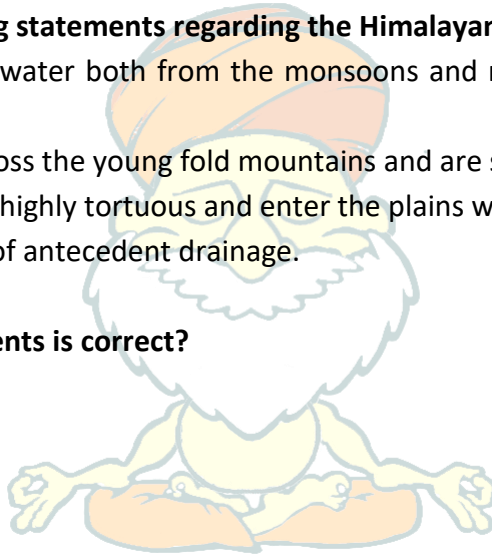 g statements regarding the Himalayan
water both from the monsoons and
oss the young fold mountains and are
highly tortuous and enter the plains
of antecedent drainage.
ents is correct?